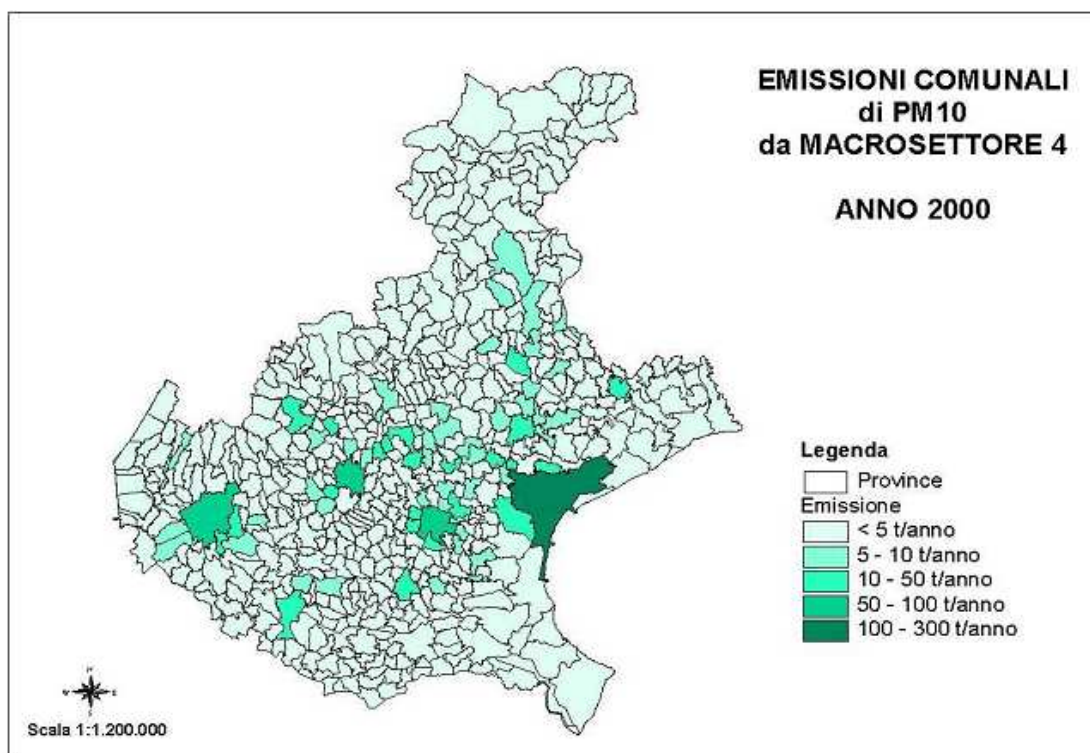 EMISSIONI COMUNALI
di PM10
da MACROSETTORE 4
ANNO 2000
Legenda
Province
Emissione
< 5 t/anno
5 - 10 t/anno
10 - 50 t/anno
50 - 100 t/anno
100 - 300 t/anno
Scala 1:1.200.000